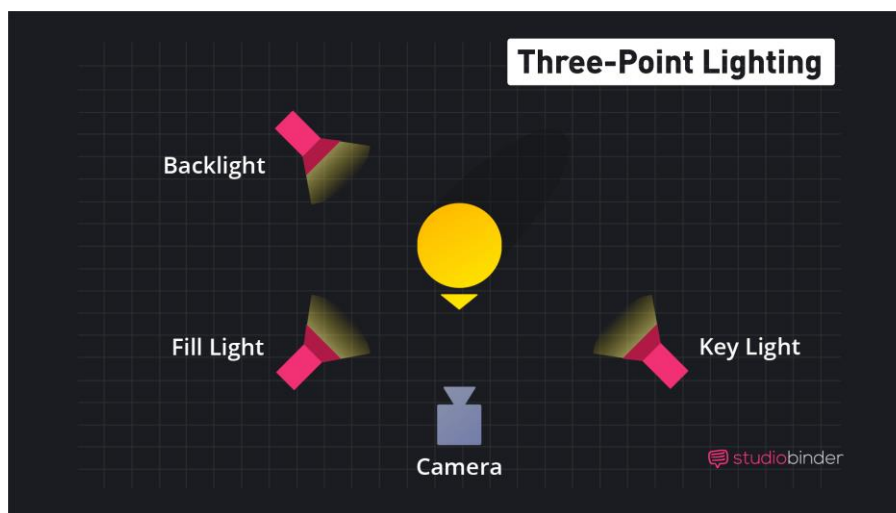 Three-Point Lighting
Backlight
Fill Light
Key Light
Camera
studiobinder